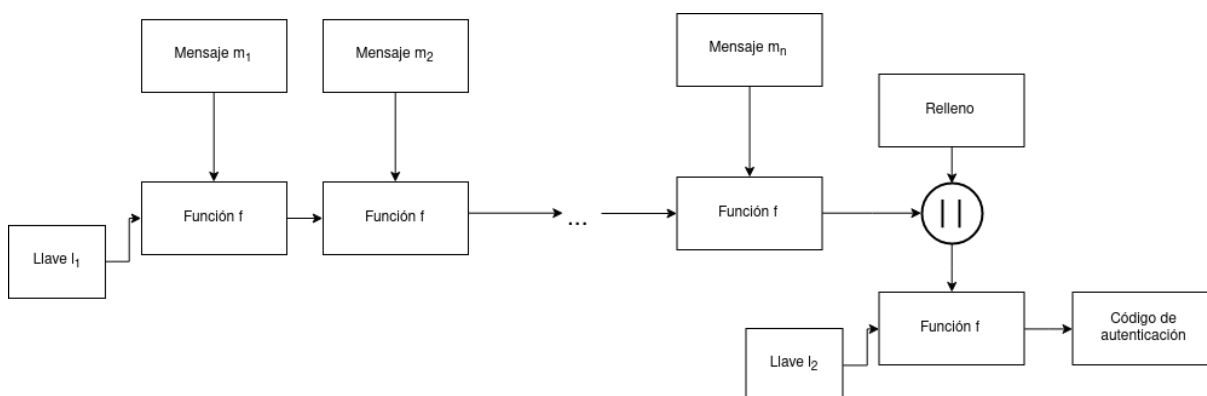 Mensaje m₁
Mensaje m₂
Mensaje mₙ
Relleno
Función f
Función f
...
Función f
||
Llave l₁
Función f
Código de
autenticación
Llave l₂